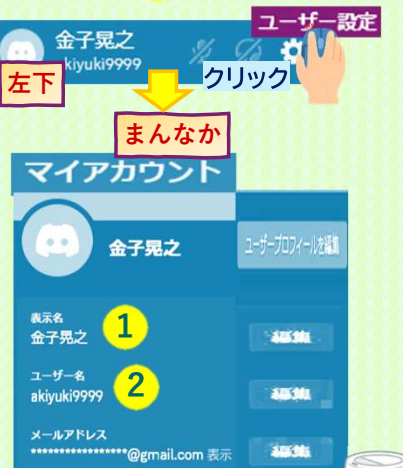 ユーザー設定
金子晃之
akiyuki9999
クリック
左下
まんなか
マイアカウント
金子晃之
ユーザープロフィールを編集
表示名
金子晃之
1
編集
ユーザー名
akiyuki9999
2
編集
メールアドレス
*****************@gmail.com 表示
編集